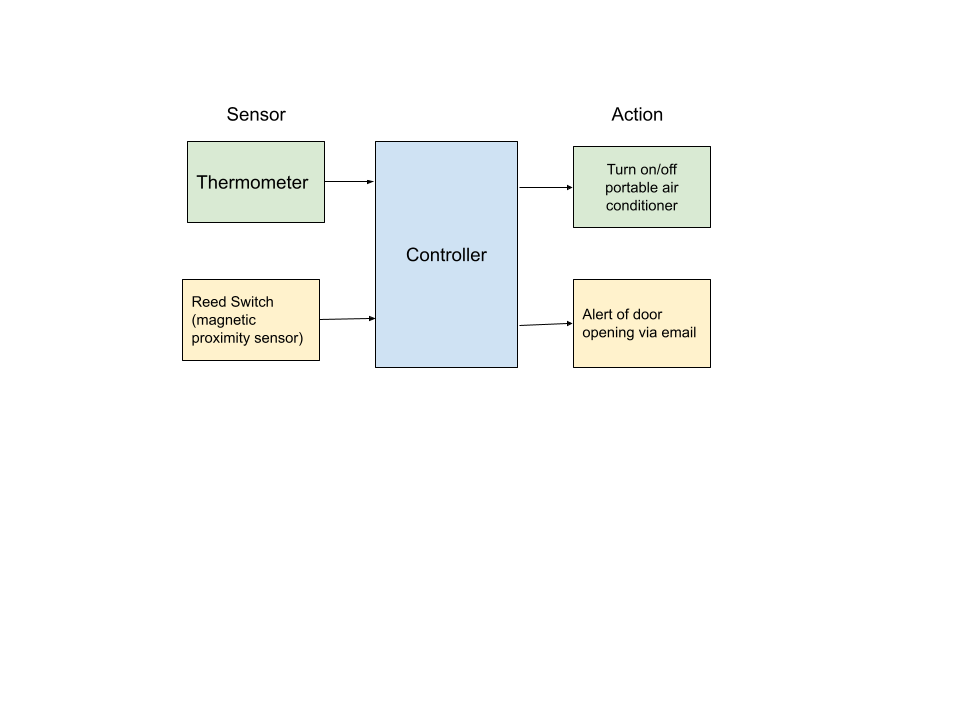 Sensor
Action
Thermometer
Turn on/off
portable air
conditioner
Controller
Reed Switch
(magnetic
proximity sensor)
Alert of door
opening via email